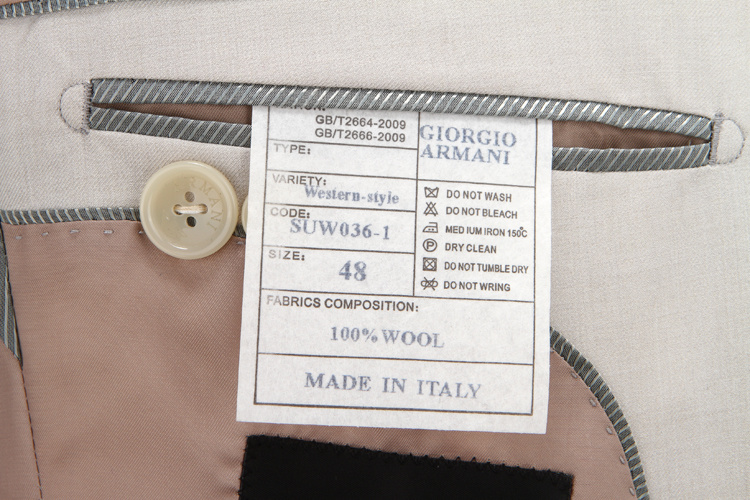 GB/T2664-2009
GB/T2666-2009
TYPE:
VARIETY:
Western-style
CODE:
SUW036-1
SIZE:
48
GIORGIO
ARMANI
DO NOT WASH
DO NOT BLEACH
MEDIUM IRON 150℃
P DRY CLEAN
DO NOT TUMBLE DRY
DO NOT WRING
FABRICS COMPOSITION:
100%WOOL
MADE IN ITALY
ARMANI